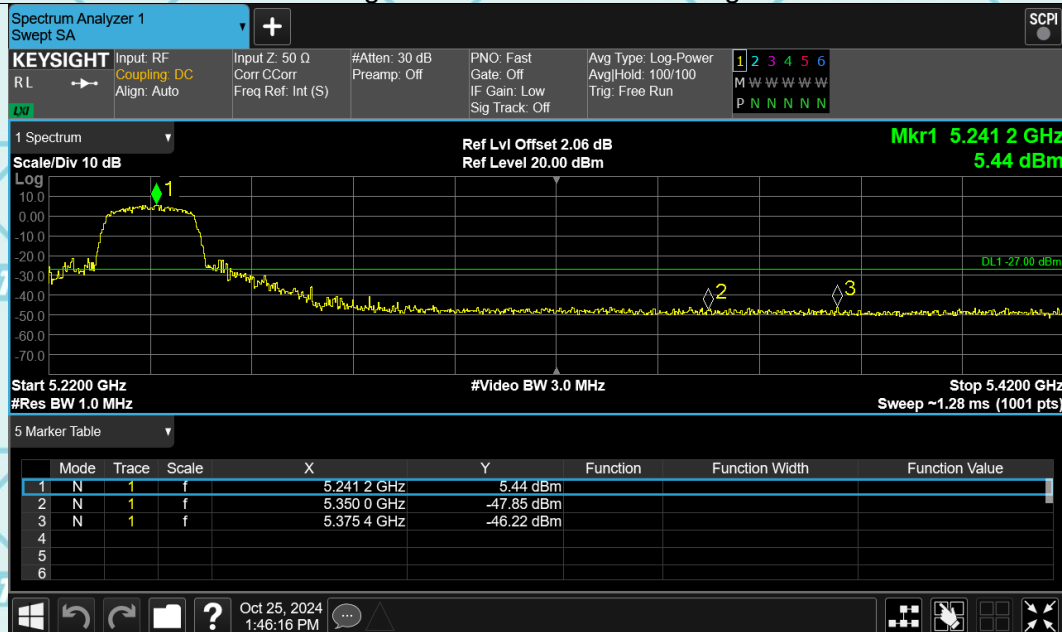 Spectrum Analyzer 1
Swept SA
SCPI
KEYSIGHT Input: RF Input Z: 50 Ω #Atten: 30 dB PNO: Fast Avg Type: Log-Power 1 2 3 4 5 6
R L Coupling: DC Corr CCorr Preamp: Off Gate: Off Avg|Hold: 100/100 M W W W W W
Align: Auto Freq Ref: Int (S) IF Gain: Low Trig: Free Run P N N N N N
LXI Sig Track: Off
1 Spectrum Ref Lvl Offset 2.06 dB Mkr1 5.241 2 GHz
Scale/Div 10 dB Ref Level 20.00 dBm 5.44 dBm
Log
1
10.0
0.00
-10.0
-20.0
DL1 -27.00 dBm
-30.0
2 3
-40.0
-50.0
-60.0
-70.0
Start 5.2200 GHz #Video BW 3.0 MHz Stop 5.4200 GHz
#Res BW 1.0 MHz Sweep ~1.28 ms (1001 pts)
5 Marker Table
Mode Trace Scale X Y Function Function Width Function Value
1 N 1 f 5.241 2 GHz 5.44 dBm
2 N 1 f 5.350 0 GHz -47.85 dBm
3 N 1 f 5.375 4 GHz -46.22 dBm
4
5
6
? Oct 25, 2024
1:46:16 PM